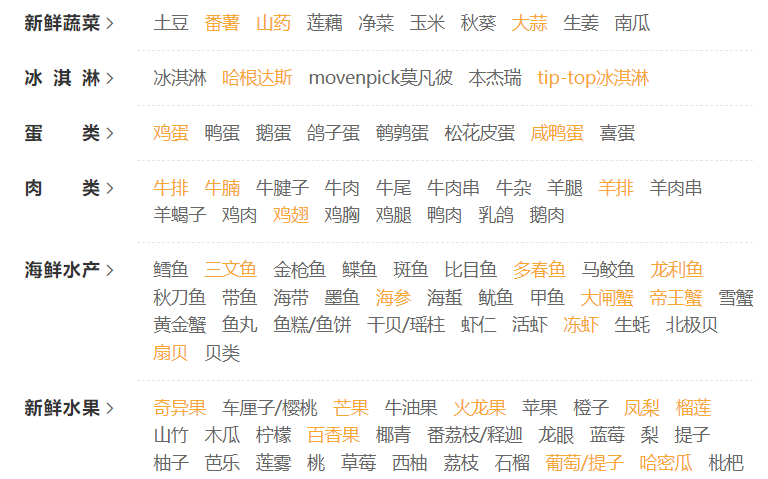 新鲜蔬菜 > 土豆 番薯 山药 莲藕 净菜 玉米 秋葵 大蒜 生姜 南瓜
冰淇淋 > 冰淇淋 哈根达斯 movenpick莫凡彼 本杰瑞 tip-top冰淇淋
蛋类 > 鸡蛋 鸭蛋 鹅蛋 鸽子蛋 鹌鹑蛋 松花皮蛋 咸鸭蛋 喜蛋
肉类 > 牛排 牛腩 牛腱子 牛肉 牛尾 牛肉串 牛杂 羊腿 羊排 羊肉串
羊蝎子 鸡肉 鸡翅 鸡胸 鸡腿 鸭肉 乳鸽 鹅肉
海鲜水产 > 鳕鱼 三文鱼 金枪鱼 鲽鱼 斑鱼 比目鱼 多春鱼 马鲛鱼 龙利鱼
秋刀鱼 带鱼 海带 墨鱼 海参 海蜇 鱿鱼 甲鱼 大闸蟹 帝王蟹 雪蟹
黄金蟹 鱼丸 鱼糕/鱼饼 干贝/瑶柱 虾仁 活虾 冻虾 生蚝 北极贝
扇贝 贝类
新鲜水果 > 奇异果 车厘子/樱桃 芒果 牛油果 火龙果 苹果 橙子 凤梨 榴莲
山竹 木瓜 柠檬 百香果 椰青 番荔枝/释迦 龙眼 蓝莓 梨 提子
柚子 芭乐 莲雾 桃 草莓 西柚 荔枝 石榴 葡萄/提子 哈密瓜 枇杷